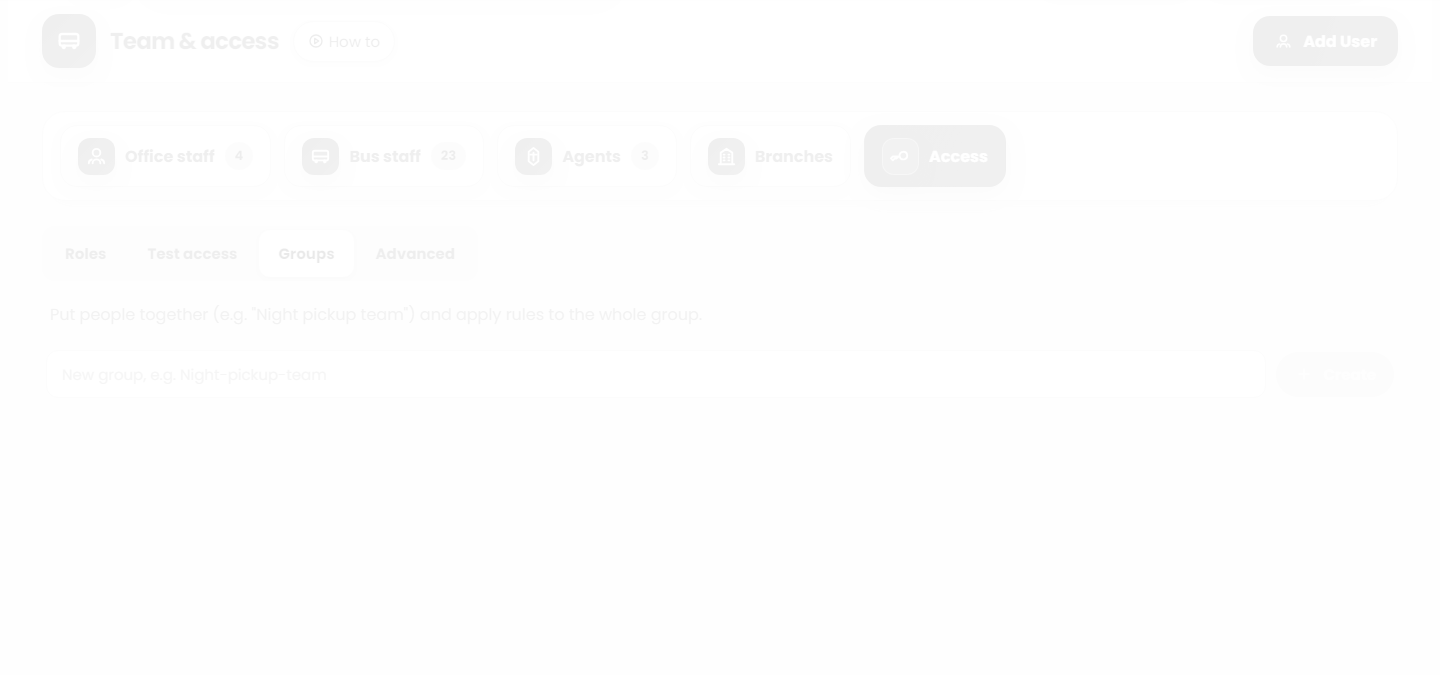 Team & access
How to
Add User
Office staff 4
Bus staff 23
Agents 3
Branches
Access
Roles
Test access
Groups
Advanced
Put people together (e.g. "Night pickup team") and apply rules to the whole group.
New group, e.g. Night-pickup-team